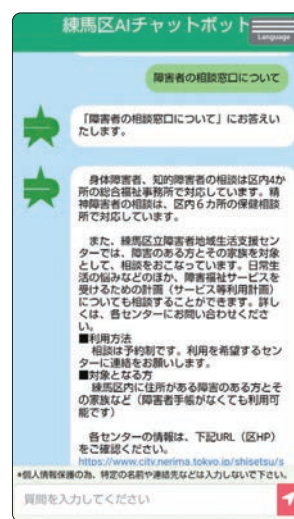 練馬区AIチャットボット
Language
障害者の相談窓口について
「障害者の相談窓口について」にお答えい
たします。
身体障害者、知的障害者の相談は区内4か
所の総合福祉事務所で対応しています。精
神障害者の相談は、区内6カ所の保健相談
所で対応しています。
また、練馬区立障害者地域生活支援セン
ターでは、障害のある方とその家族を対象
として、相談をおこなっています。日常生
活の悩みなどのほか、障害福祉サービスを
受けるための計画（サービス等利用計画）
についても相談することができます。詳し
くは、各センターにお問い合わせくださ
い。
■利用方法
相談は予約制です。利用を希望するセン
ターに連絡をお願いします。
■対象となる方
練馬区内に住所がある障害のある方とそ
の家族など（障害者手帳がなくても利用可
能です）
各センターの情報は、下記URL（区HP）
をご確認ください。
https://www.city.nerima.tokyo.jp/shisetsu/s
*個人情報保護の為、特定の名前や連絡先などは入力しないで下さい。
質問を入力してください